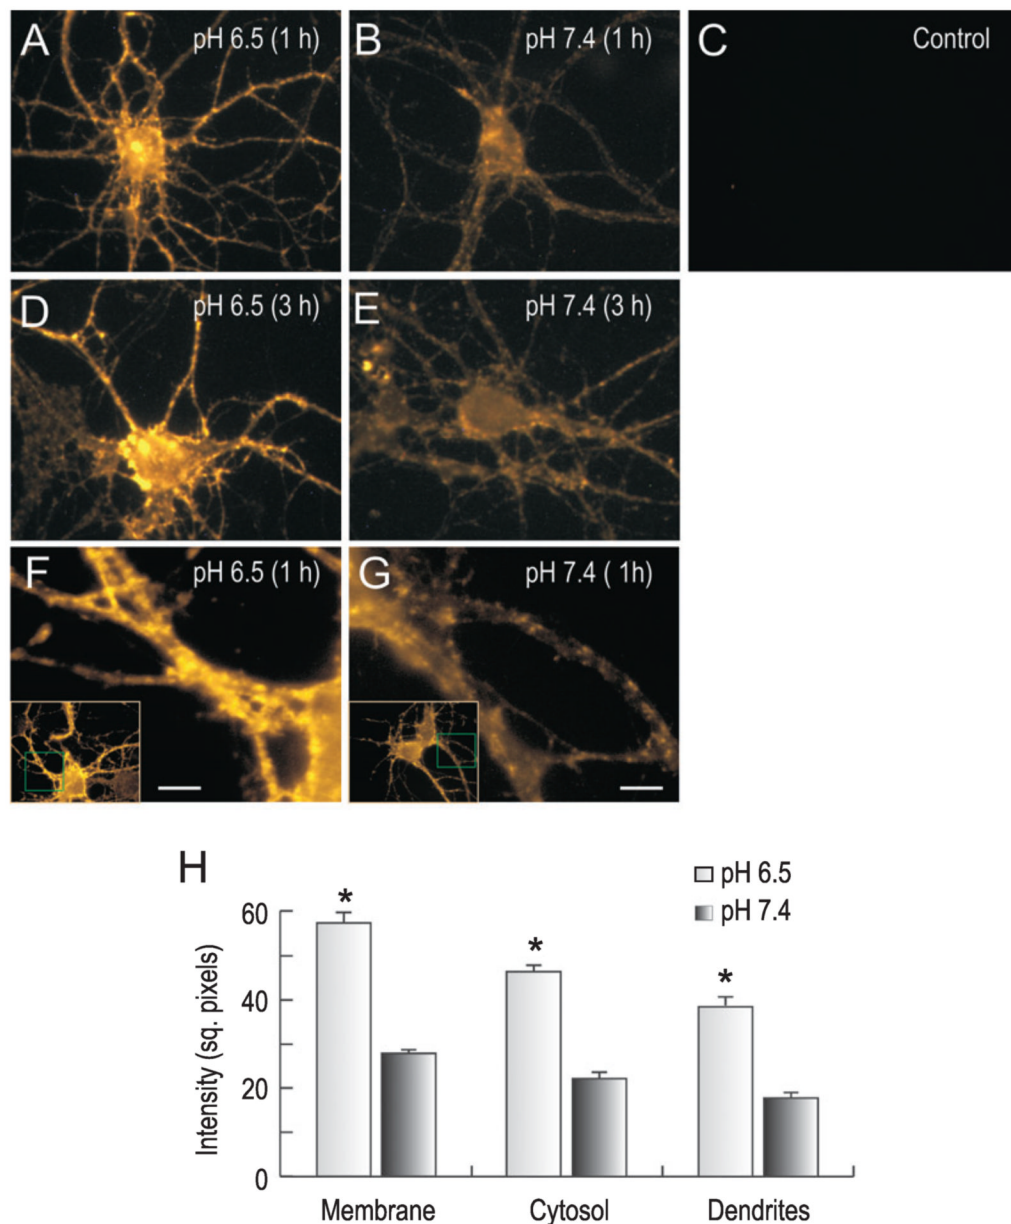 A pH 6.5 (1 h)
B pH 7.4 (1 h)
C Control
D pH 6.5 (3 h)
E pH 7.4 (3 h)
F pH 6.5 (1 h)
G pH 7.4 ( 1h)
H
pH 6.5
pH 7.4
Intensity (sq. pixels)
60
40
20
0
*
*
*
Membrane Cytosol Dendrites